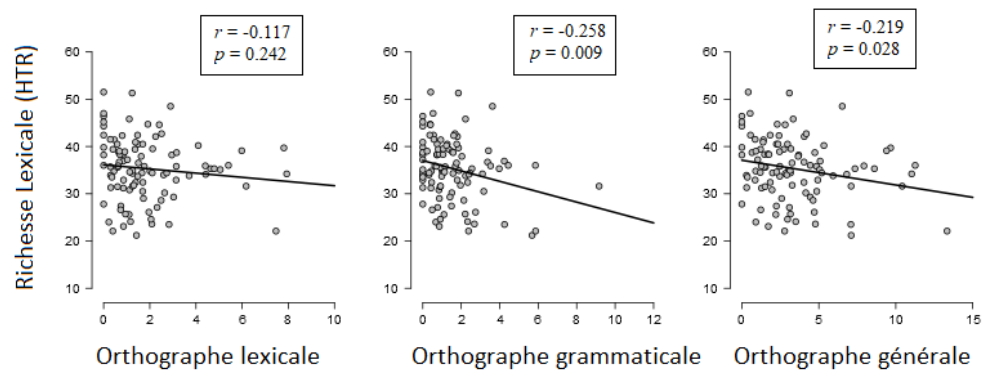 r = -0.117
p = 0.242
r = -0.258
p = 0.009
r = -0.219
p = 0.028
Richesse Lexicale (HTR)
60
50
40
30
20
10
0 2 4 6 8 10
Orthographe lexicale
60
50
40
30
20
10
0 2 4 6 8 10 12
Orthographe grammaticale
60
50
40
30
20
10
0 5 10 15
Orthographe générale